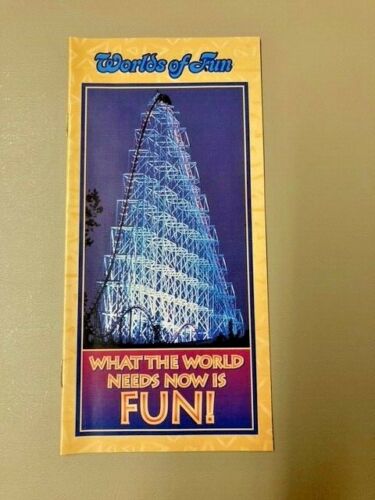 Worlds of Fun
WHAT THE WORLD
NEEDS NOW IS
FUN!